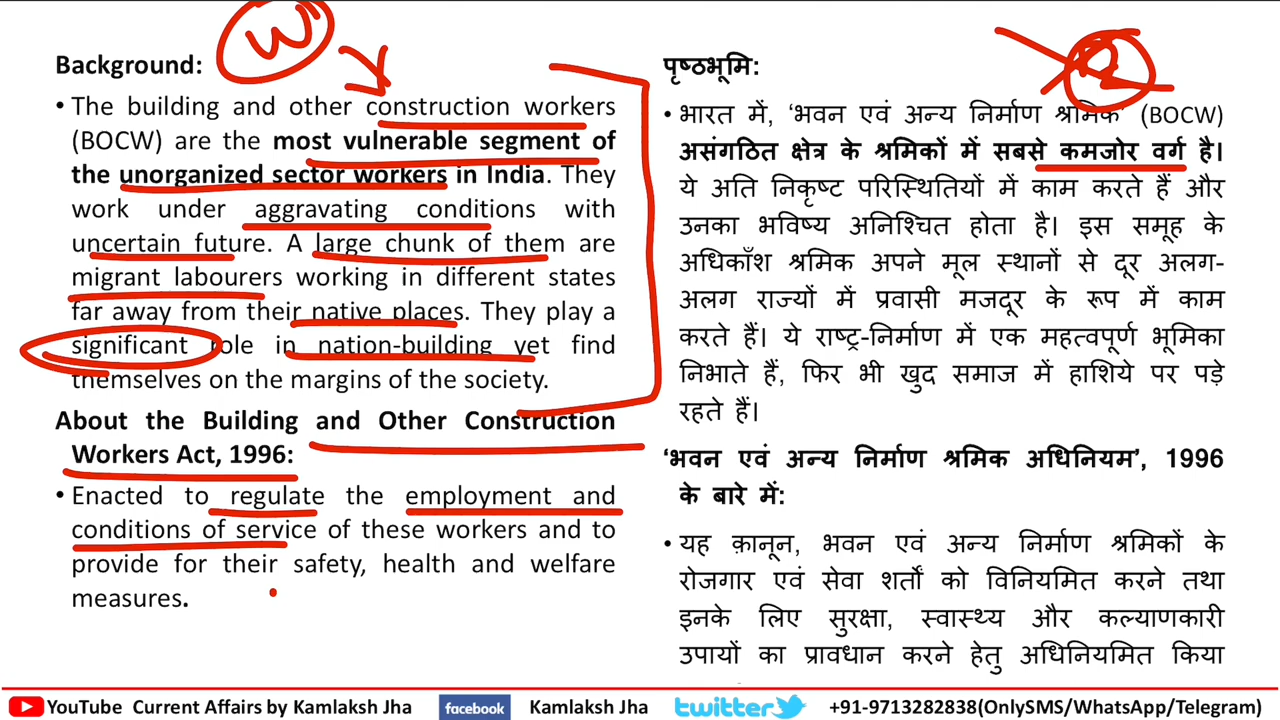 Background:
• The building and other construction workers
(BOCW) are the most vulnerable segment of
the unorganized sector workers in India. They
work under aggravating conditions with
uncertain future. A large chunk of them are
migrant labourers working in different states
far away from their native places. They play a
significant role in nation-building yet find
themselves on the margins of the society.
About the Building and Other Construction
Workers Act, 1996:
• Enacted to regulate the employment and
conditions of service of these workers and to
provide for their safety, health and welfare
measures.
पृष्ठभूमि:
• भारत में, ‘भवन एवं अन्य निर्माण श्रमिक’ (BOCW)
असंगठित क्षेत्र के श्रमिकों में सबसे कमजोर वर्ग है।
ये अति निकृष्ट परिस्थितियों में काम करते हैं और
उनका भविष्य अनिश्चित होता है। इस समूह के
अधिकाँश श्रमिक अपने मूल स्थानों से दूर अलग-
अलग राज्यों में प्रवासी मजदूर के रूप में काम
करते हैं। ये राष्ट्र-निर्माण में एक महत्वपूर्ण भूमिका
निभाते हैं, फिर भी खुद समाज में हाशिये पर पड़े
रहते हैं।
‘भवन एवं अन्य निर्माण श्रमिक अधिनियम’, 1996
के बारे में:
• यह क़ानून, भवन एवं अन्य निर्माण श्रमिकों के
रोजगार एवं सेवा शर्तों को विनियमित करने तथा
इनके लिए सुरक्षा, स्वास्थ्य और कल्याणकारी
उपायों का प्रावधान करने हेतु अधिनियमित किया
YouTube Current Affairs by Kamlaksh Jha facebook Kamlaksh Jha twitter +91-9713282838(OnlySMS/WhatsApp/Telegram)